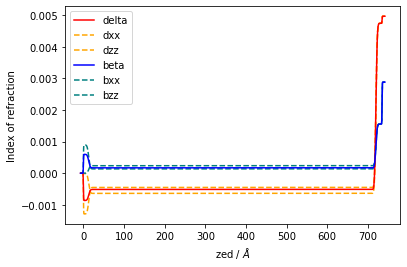 0.005
0.004
0.003
0.002
0.001
0.000
−0.001
Index of refraction
delta
dxx
dzz
beta
bxx
bzz
0 100 200 300 400 500 600 700
zed / Å